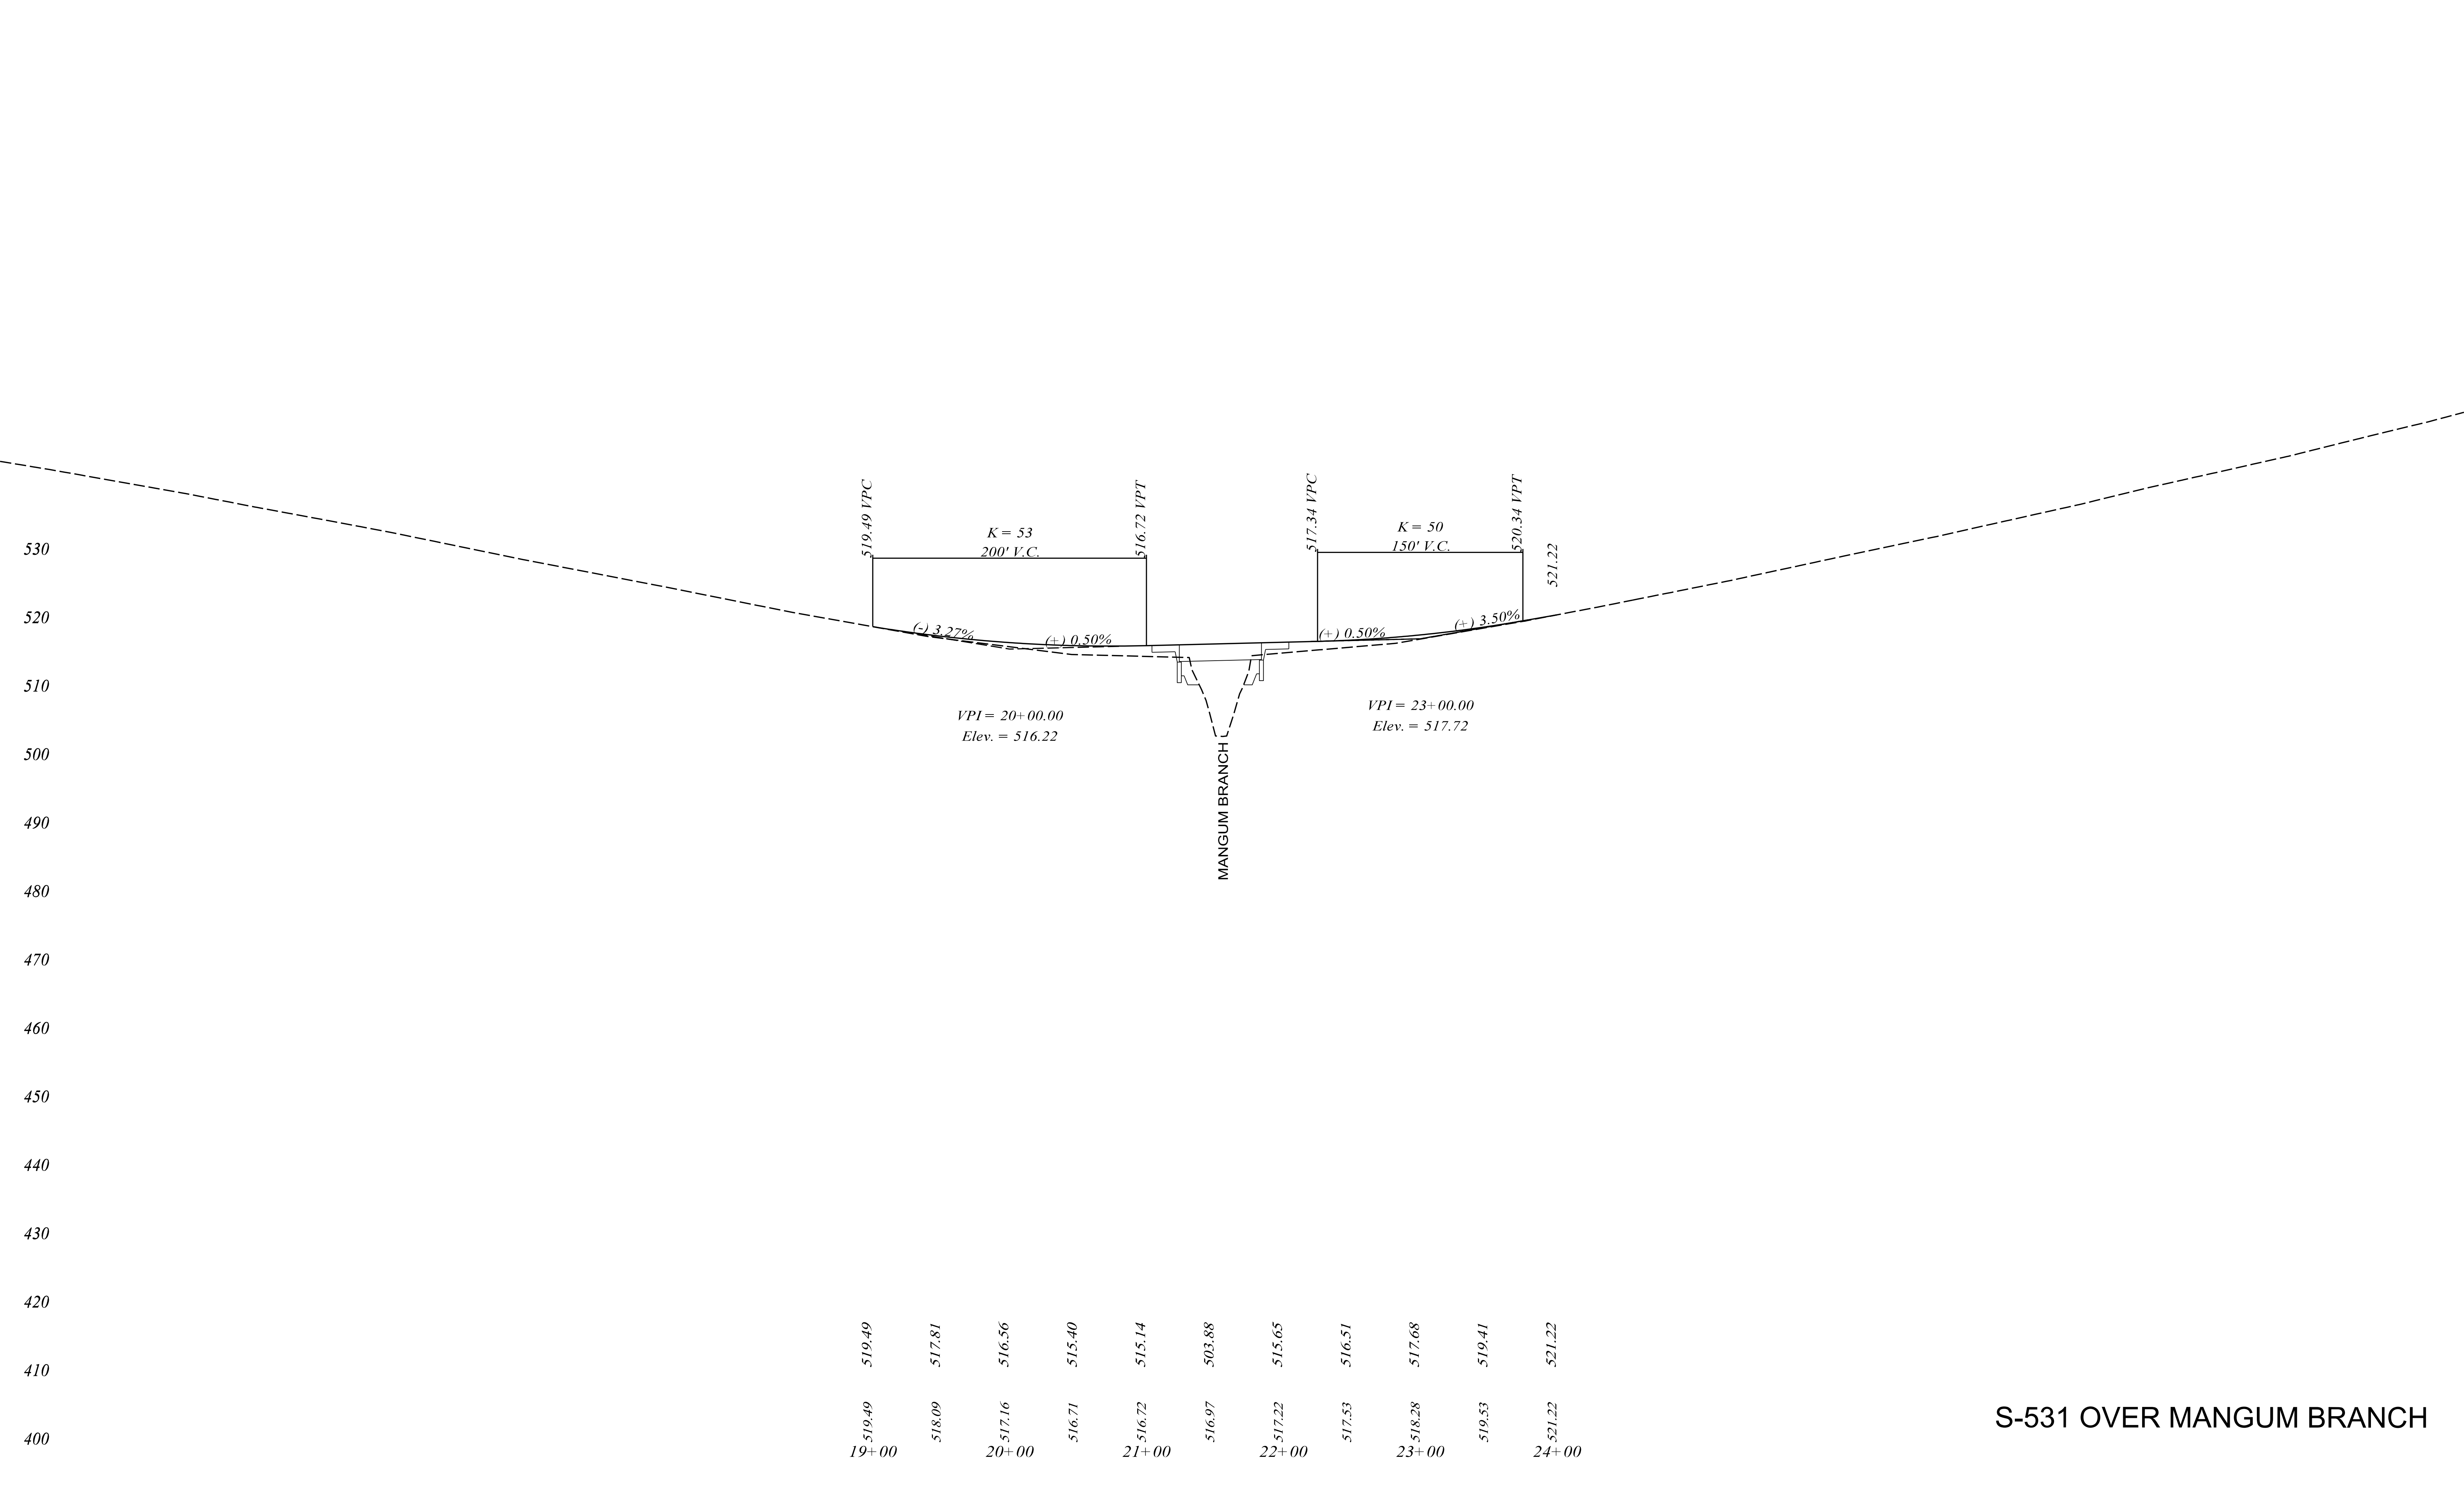 519.49 VPC
K = 53
200' V.C.
516.72 VPT
517.34 VPC
K = 50
150' V.C.
520.34 VPT
521.22
530
520
510
500
490
480
470
460
450
440
430
420
410
400
(-) 3.27%
(+) 0.50%
(+) 0.50%
(+) 3.50%
VPI = 20+00.00
Elev. = 516.22
VPI = 23+00.00
Elev. = 517.72
MANGUM BRANCH
519.49 517.81 516.56 515.40 515.14 503.88 515.65 516.51 517.68 519.41 521.22
519.49 518.09 517.16 516.71 516.72 516.97 517.22 517.53 518.28 519.53 521.22
19+00 20+00 21+00 22+00 23+00 24+00
S-531 OVER MANGUM BRANCH